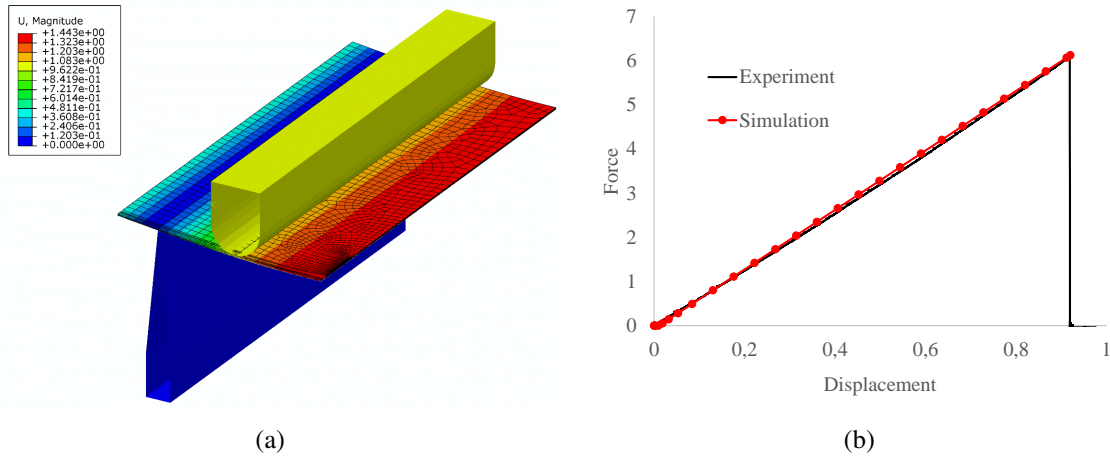 U, Magnitude
+1.443e+00
+1.323e+00
+1.203e+00
+1.083e+00
+9.622e-01
+8.419e-01
+7.217e-01
+6.014e-01
+4.811e-01
+3.608e-01
+2.406e-01
+1.203e-01
+0.000e+00
(a)
7
6
5
4
3
2
1
0
Force
Experiment
Simulation
0 0,2 0,4 0,6 0,8 1
Displacement
(b)